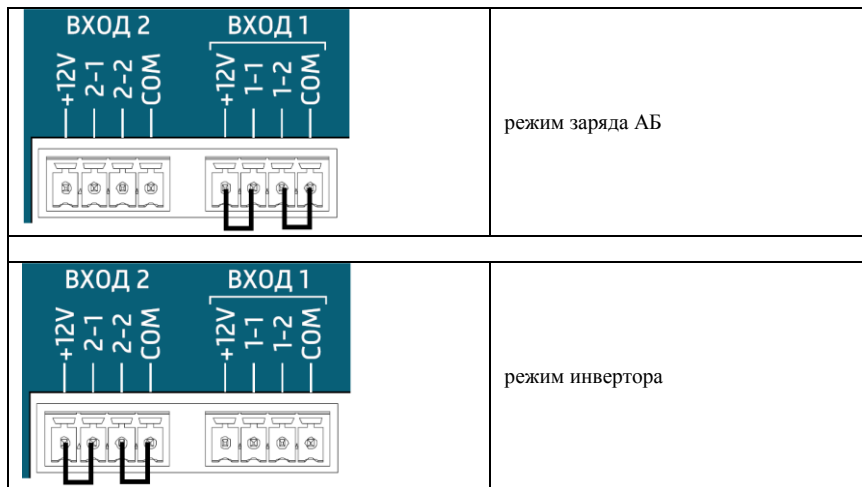 ВХОД 2 ВХОД 1
+12V 2-1 2-2 COM +12V 1-1 1-2 COM
режим заряда АБ
ВХОД 2 ВХОД 1
+12V 2-1 2-2 COM +12V 1-1 1-2 COM
режим инвертора